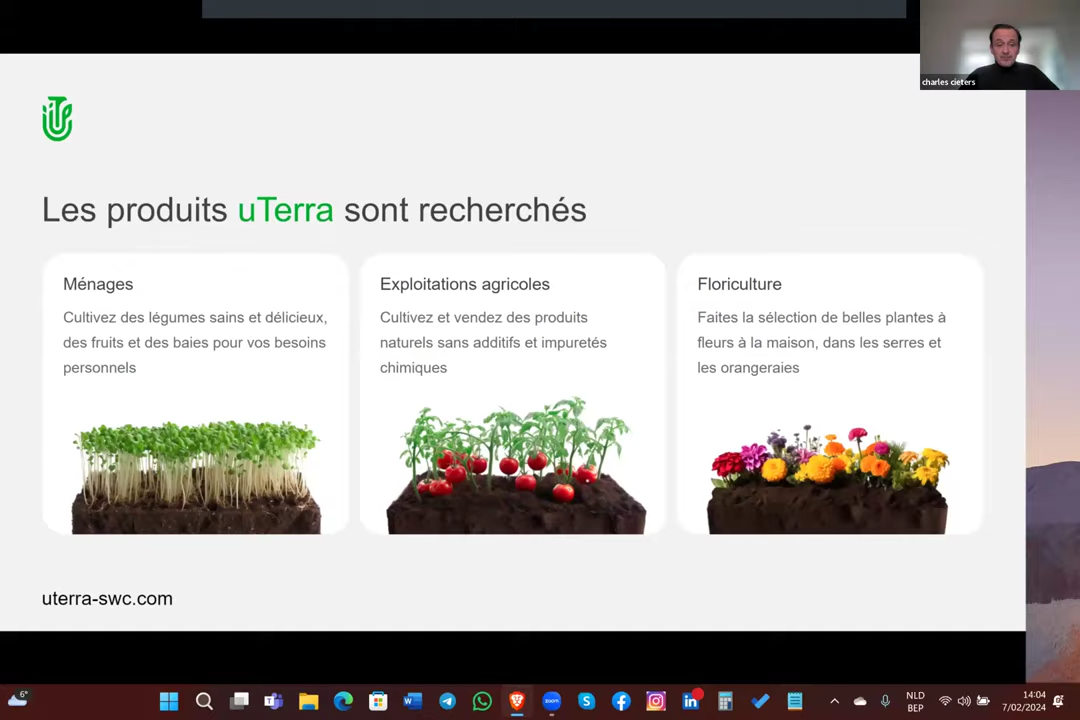 charles cieters
Les produits uTerra sont recherchés
Ménages
Cultivez des légumes sains et délicieux,
des fruits et des baies pour vos besoins
personnels
Exploitations agricoles
Cultivez et vendez des produits
naturels sans additifs et impuretés
chimiques
Floriculture
Faites la sélection de belles plantes à
fleurs à la maison, dans les serres et
les orangeraies
uterra-swc.com
6°
zoom
NLD
BEP
14:04
7/02/2024